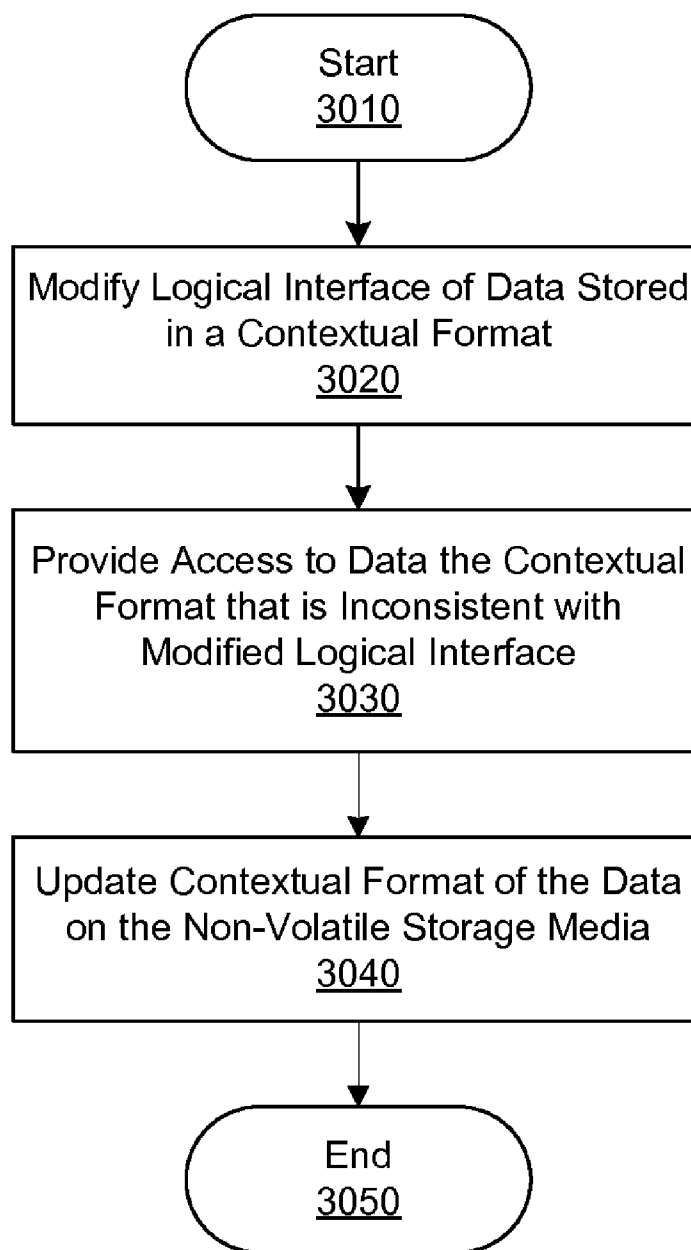 Start
3010
Modify Logical Interface of Data Stored
in a Contextual Format
3020
Provide Access to Data the Contextual
Format that is Inconsistent with
Modified Logical Interface
3030
Update Contextual Format of the Data
on the Non-Volatile Storage Media
3040
End
3050